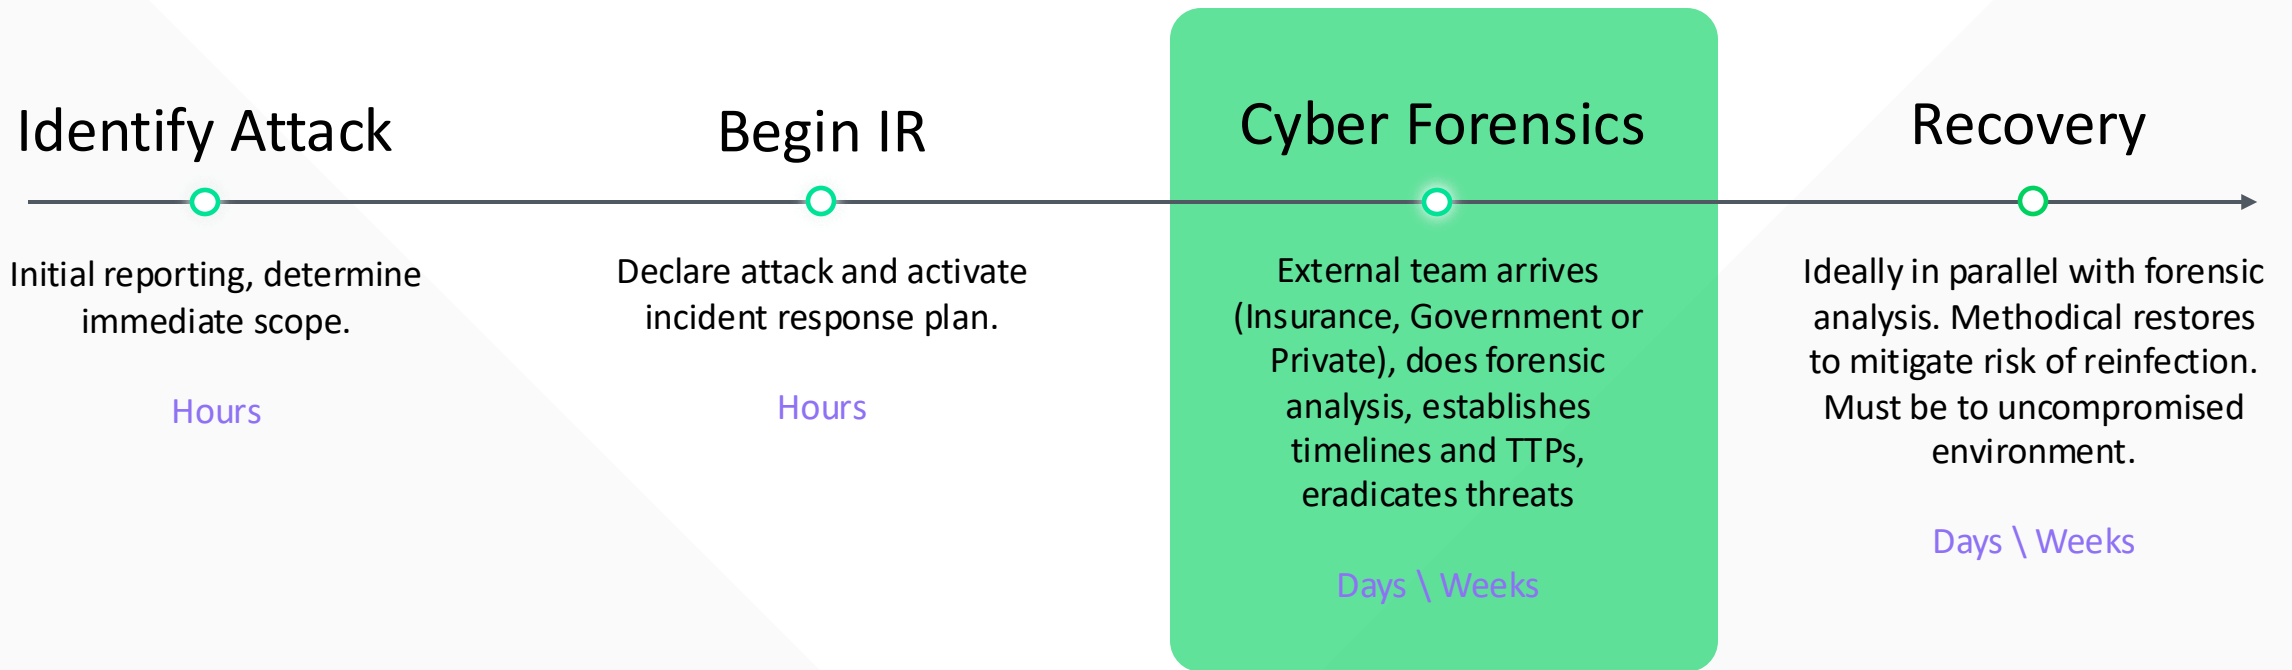 Identify Attack
Initial reporting, determine
immediate scope.
Hours
Begin IR
Declare attack and activate
incident response plan.
Hours
Cyber Forensics
External team arrives
(Insurance, Government or
Private), does forensic
analysis, establishes
timelines and TTPs,
eradicates threats
Days \ Weeks
Recovery
Ideally in parallel with forensic
analysis. Methodical restores
to mitigate risk of reinfection.
Must be to uncompromised
environment.
Days \ Weeks